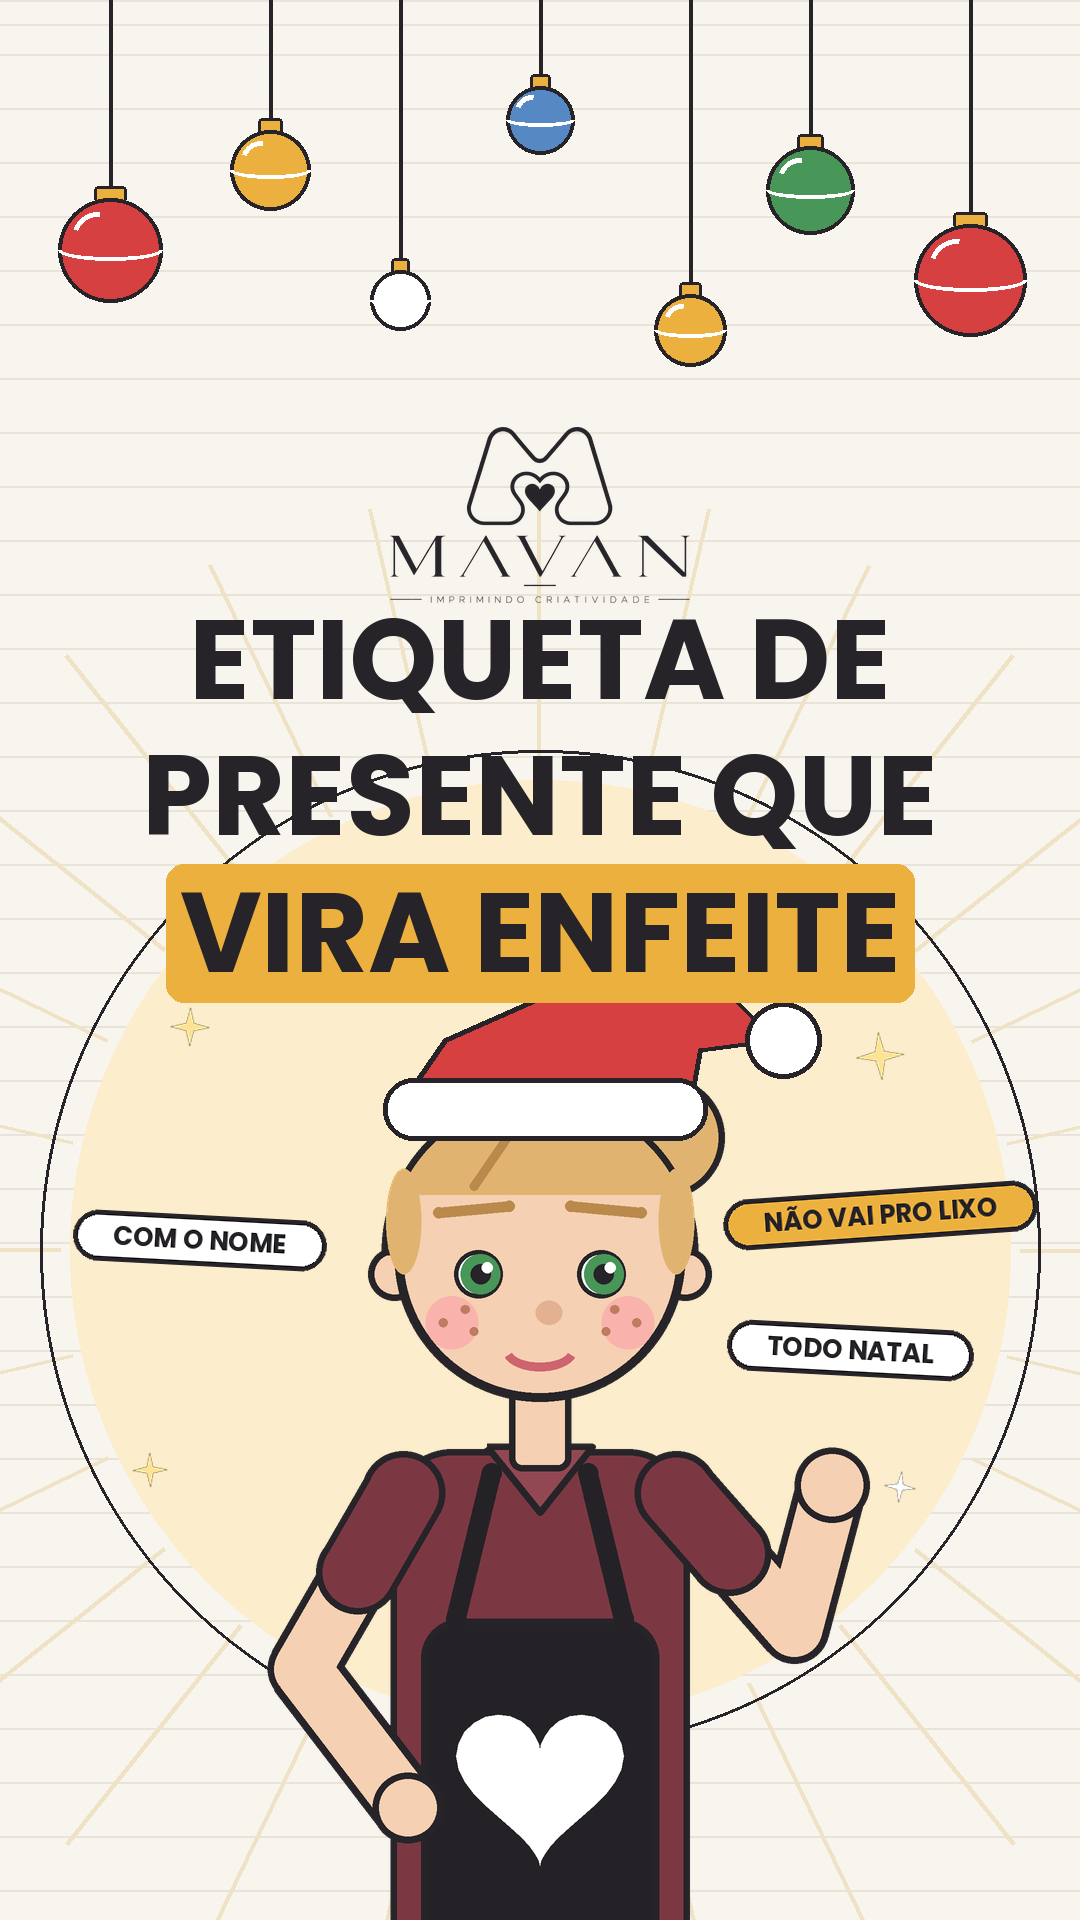 MAVAN
IMPRIMINDO CRIATIVIDADE
ETIQUETA DE
PRESENTE QUE
VIRA ENFEITE
COM O NOME
NÃO VAI PRO LIXO
TODO NATAL